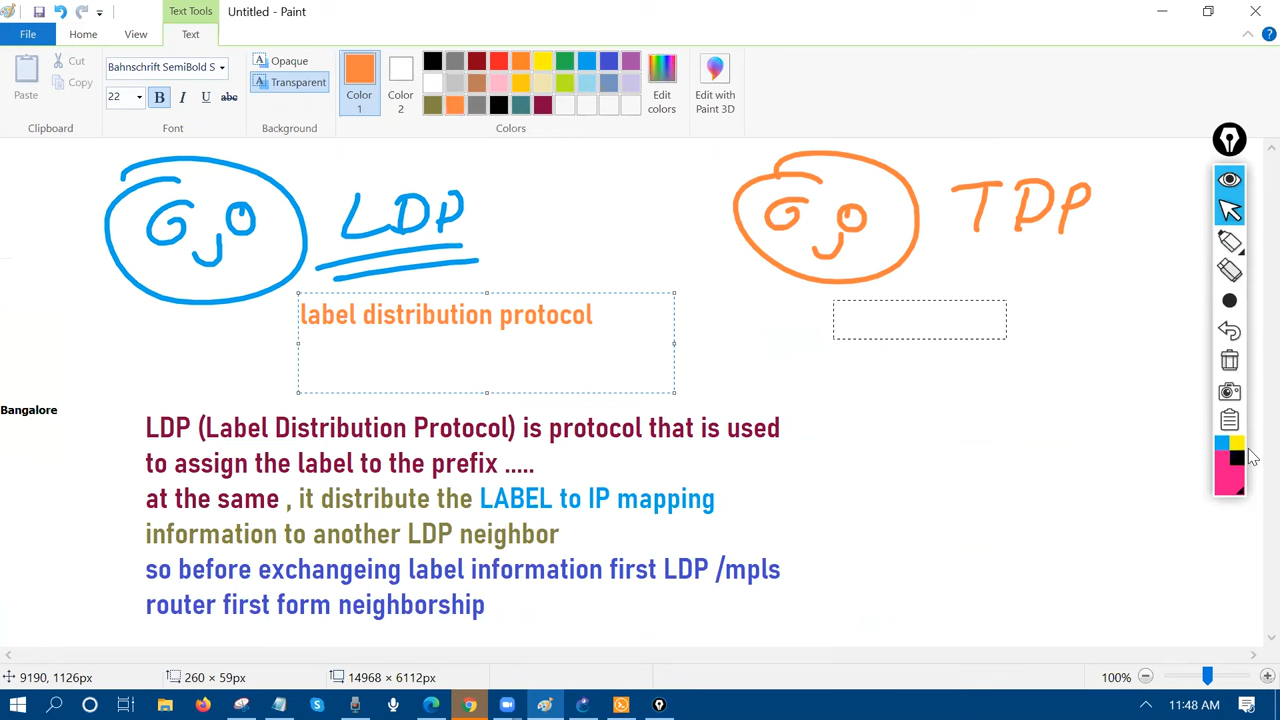 Text Tools
Untitled - Paint
File
Home
View
Text
Paste
Cut
Copy
Clipboard
Bahnschrift SemiBold S
22
B I U abc
Font
Opaque
Transparent
Background
Color 1
Color 2
Edit colors
Edit with Paint 3D
Colors
LDP
TDP
label distribution protocol
Bangalore
LDP (Label Distribution Protocol) is protocol that is used
to assign the label to the prefix .....
at the same , it distribute the LABEL to IP mapping
information to another LDP neighbor
so before exchangeing label information first LDP /mpls
router first form neighborship
9190, 1126px
260 × 59px
14968 × 6112px
100%
11:48 AM